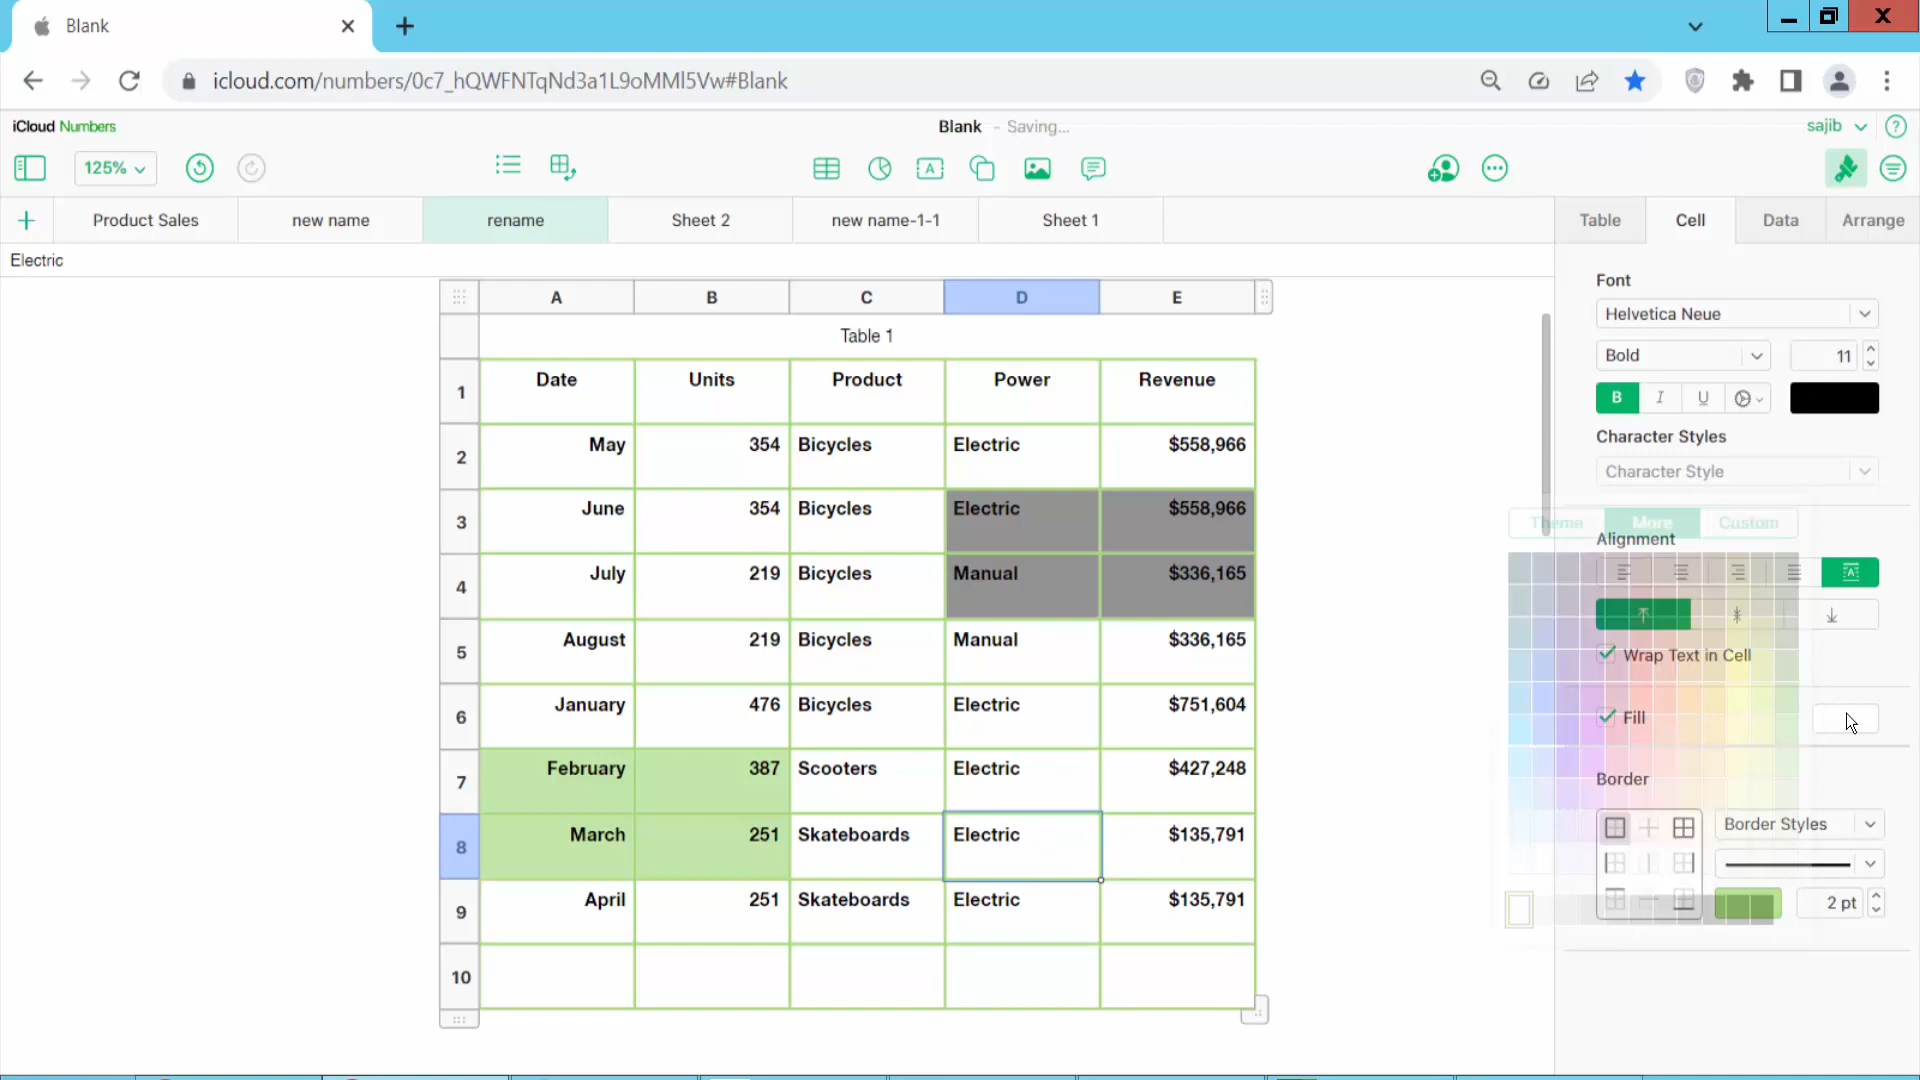 Blank
icloud.com/numbers/0c7_hQWFNTqNd3a1L9oMMl5Vw#Blank
iCloud Numbers
Blank - Saving...
sajib
?
125%
Product Sales
new name
rename
Sheet 2
new name-1-1
Sheet 1
Table
Cell
Data
Arrange
Electric
A B C D E
Table 1
1 Date Units Product Power Revenue
2 May 354 Bicycles Electric $558,966
3 June 354 Bicycles Electric $558,966
4 July 219 Bicycles Manual $336,165
5 August 219 Bicycles Manual $336,165
6 January 476 Bicycles Electric $751,604
7 February 387 Scooters Electric $427,248
8 March 251 Skateboards Electric $135,791
9 April 251 Skateboards Electric $135,791
10
Font
Helvetica Neue
Bold 11
B I U
Character Styles
Character Style
Theme More Custom
Alignment
Wrap Text in Cell
Fill
Border
Border Styles
2 pt